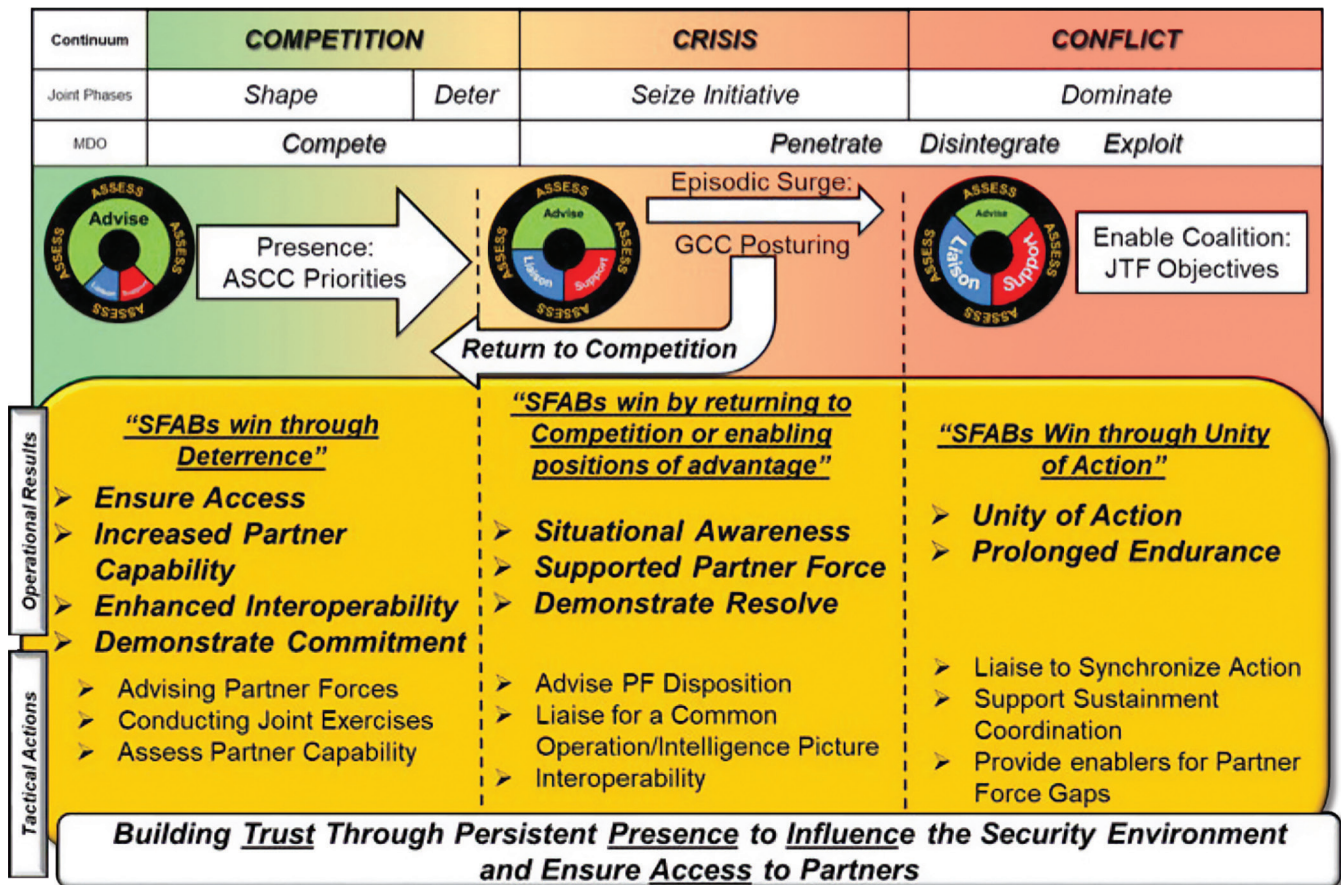 Continuum
COMPETITION
CRISIS
CONFLICT
Joint Phases
Shape
Deter
Seize Initiative
Dominate
MDO
Compete
Penetrate
Disintegrate
Exploit
ASSESS
ASSESS
ASSESS
ASSESS
Advise
Liaison
Support
Presence:
ASCC Priorities
ASSESS
ASSESS
ASSESS
ASSESS
Advise
Liaison
Support
Episodic Surge:
GCC Posturing
Return to Competition
ASSESS
ASSESS
ASSESS
ASSESS
Advise
Liaison
Support
Enable Coalition:
JTF Objectives
Operational Results
“SFABs win through
Deterrence”
➢ Ensure Access
➢ Increased Partner
Capability
➢ Enhanced Interoperability
➢ Demonstrate Commitment
“SFABs win by returning to
Competition or enabling
positions of advantage”
➢ Situational Awareness
➢ Supported Partner Force
➢ Demonstrate Resolve
“SFABs Win through Unity
of Action”
➢ Unity of Action
➢ Prolonged Endurance
Tactical Actions
➢ Advising Partner Forces
➢ Conducting Joint Exercises
➢ Assess Partner Capability
➢ Advise PF Disposition
➢ Liaise for a Common
Operation/Intelligence Picture
➢ Interoperability
➢ Liaise to Synchronize Action
➢ Support Sustainment
Coordination
➢ Provide enablers for Partner
Force Gaps
Building Trust Through Persistent Presence to Influence the Security Environment
and Ensure Access to Partners